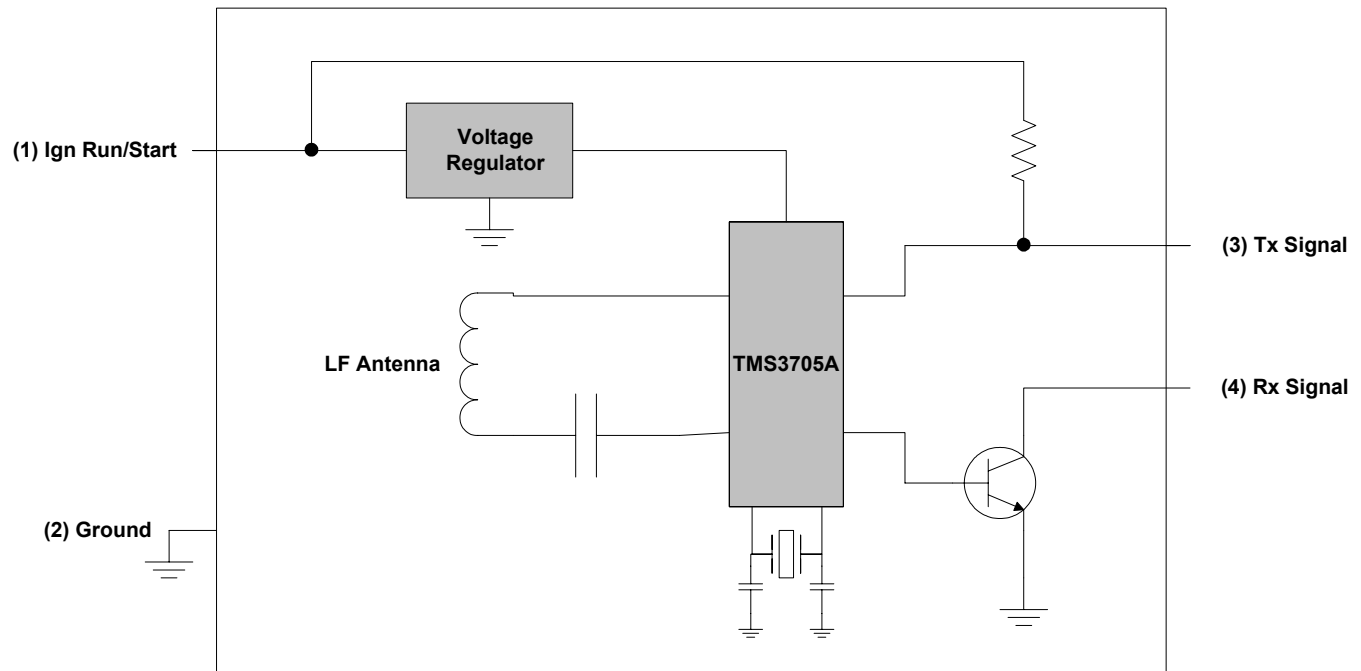 (1) Ign Run/Start
Voltage
Regulator
(3) Tx Signal
LF Antenna
TMS3705A
(4) Rx Signal
(2) Ground